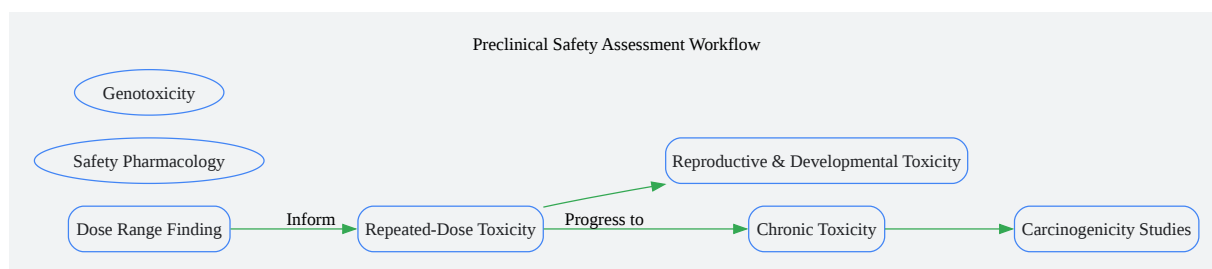 Preclinical Safety Assessment Workflow
Genotoxicity
Safety Pharmacology
Reproductive & Developmental Toxicity
Dose Range Finding
Inform
Repeated-Dose Toxicity
Progress to
Chronic Toxicity
Carcinogenicity Studies